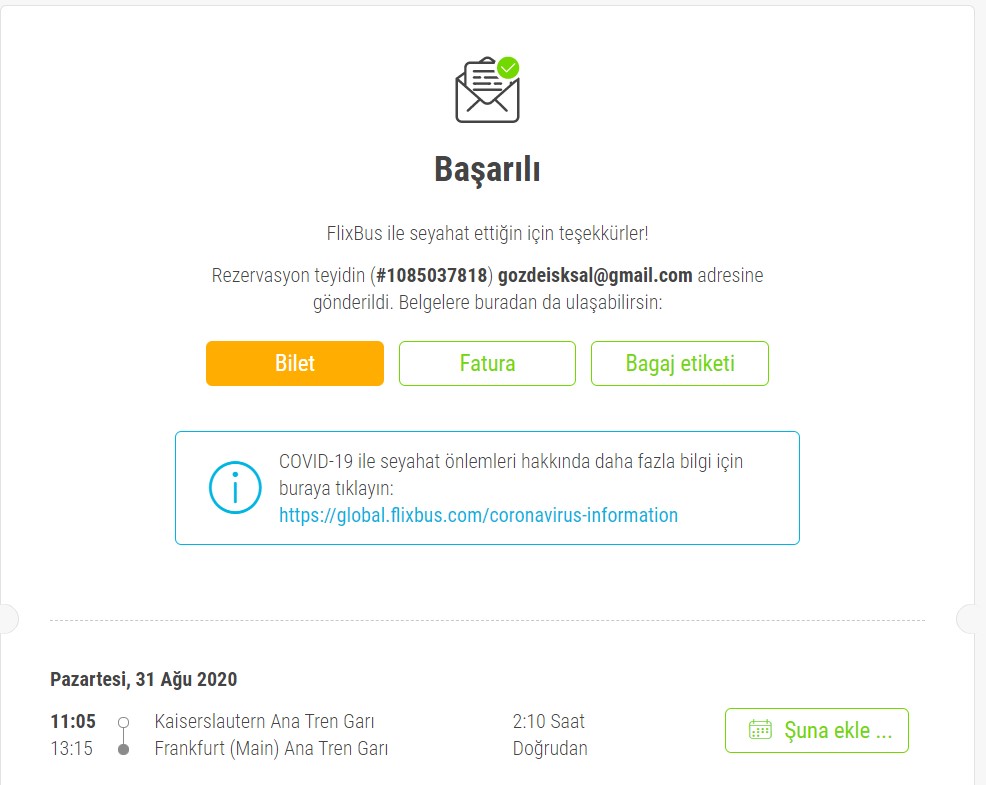 Başarılı
FlixBus ile seyahat ettiğin için teşekkürler!
Rezervasyon teyidin (#1085037818) gozdeisksal@gmail.com adresine
gönderildi. Belgelere buradan da ulaşabilirsin:
Bilet Fatura Bagaj etiketi
COVID-19 ile seyahat önlemleri hakkında daha fazla bilgi için
buraya tıklayın:
https://global.flixbus.com/coronavirus-information
Pazartesi, 31 Ağu 2020
11:05 Kaiserslautern Ana Tren Garı 2:10 Saat
13:15 Frankfurt (Main) Ana Tren Garı Doğrudan
Şuna ekle ...